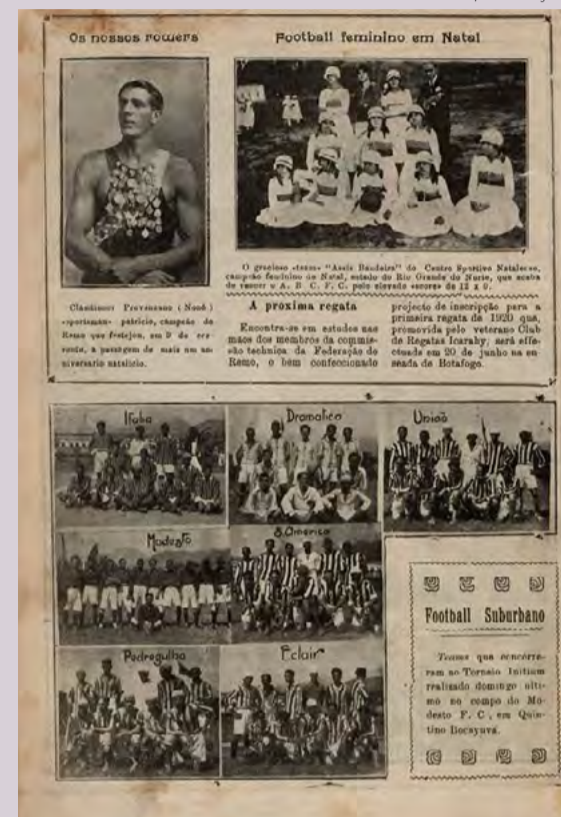 Os nossos rowers
Football feminino em Natal
O gracioso «team» "Assis Bandeira" do Centro Sportivo Natalense,
campeão feminino de Natal, estado do Rio Grande do Norte, que acaba
de vencer o A. B. C. F. C. pelo elevado «score» de 12 x 0.
Claudionor Provenzano (Nonô)
«sportsman» patricio, campeão de
Remo que festejou, em 9 do cor-
rente, a passagem de mais um an-
niversario natalicio.
A proxima regata
Encontra-se em estudos nas
mãos dos membros da commis-
são technica da Federação de
Remo, o bem confeccionado
projecto de inscripção para a
primeira regata de 1920 que,
promovida pelo veterano Club
de Regatas Icarahy, será effe-
ctuada em 20 de junho na en-
seada de Botafogo.
Dramatico
União
Modesto
S. America
Pedregulho
Eclair
Football Suburbano
Teams que concorre-
ram ao Torneio Initium
realizado domingo ulti-
mo no campo do Mo-
desto F. C., em Quin-
tino Bocayuva.